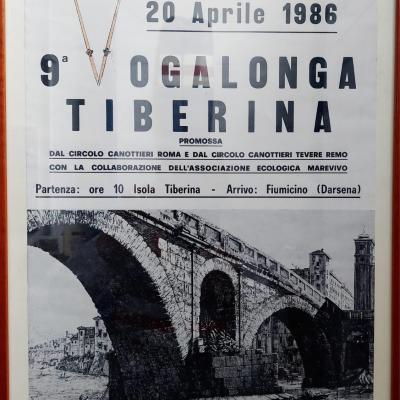 20 Aprile 1986
9ª VOGALONGA
TIBERINA
PROMOSSA
DAL CIRCOLO CANOTTIERI ROMA E DAL CIRCOLO CANOTTIERI TEVERE REMO
CON LA COLLABORAZIONE DELL'ASSOCIAZIONE ECOLOGICA MAREVIVO
Partenza: ore 10 Isola Tiberina - Arrivo: Fiumicino (Darsena)